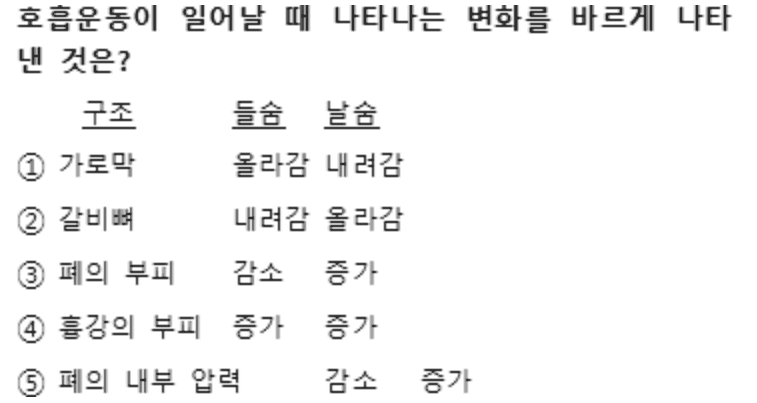 호흡운동이 일어날 때 나타나는 변화를 바르게 나타
낸 것은?
구조 들숨 날숨
① 가로막 올라감 내려감
② 갈비뼈 내려감 올라감
③ 폐의 부피 감소 증가
④ 흉강의 부피 증가 증가
⑤ 폐의 내부 압력 감소 증가